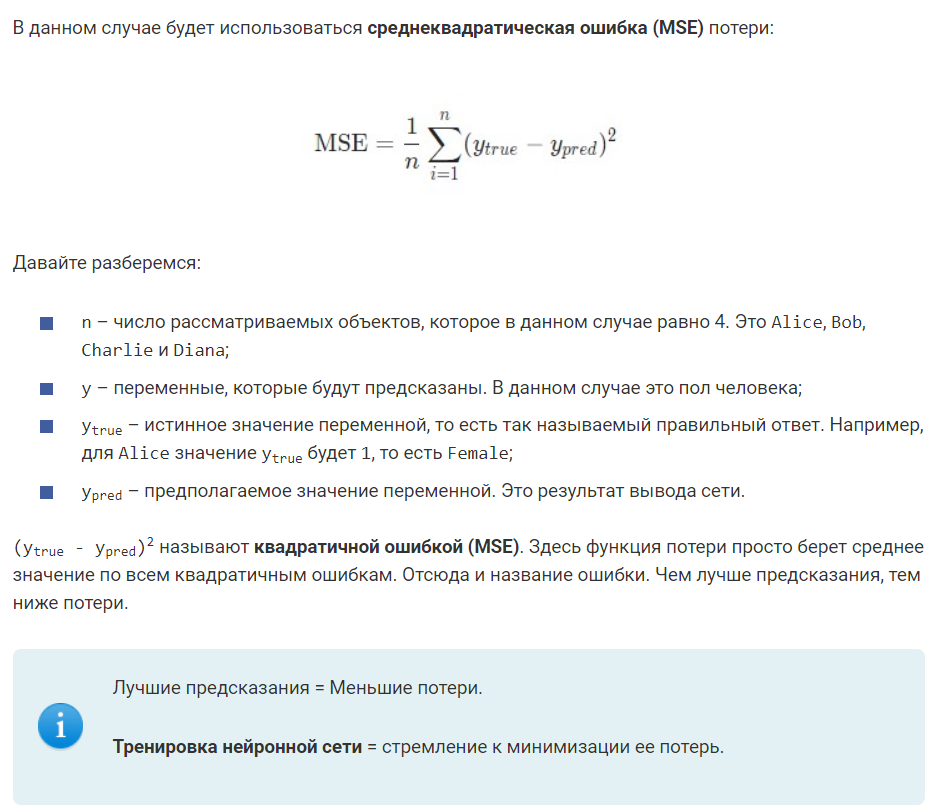 В данном случае будет использоваться среднеквадратическая ошибка (MSE) потери:
MSE = \frac{1}{n} \sum_{i=1}^{n} (y_{true} - y_{pred})^2
Давайте разберемся:
n – число рассматриваемых объектов, которое в данном случае равно 4. Это Alice, Bob,
Charlie и Diana;
y – переменные, которые будут предсказаны. В данном случае это пол человека;
y_{true} – истинное значение переменной, то есть так называемый правильный ответ. Например,
для Alice значение y_{true} будет 1, то есть Female;
y_{pred} – предполагаемое значение переменной. Это результат вывода сети.
(y_{true} - y_{pred})^2 называют квадратичной ошибкой (MSE). Здесь функция потери просто берет среднее
значение по всем квадратичным ошибкам. Отсюда и название ошибки. Чем лучше предсказания, тем
ниже потери.
Лучшие предсказания = Меньшие потери.
Тренировка нейронной сети = стремление к минимизации ее потерь.